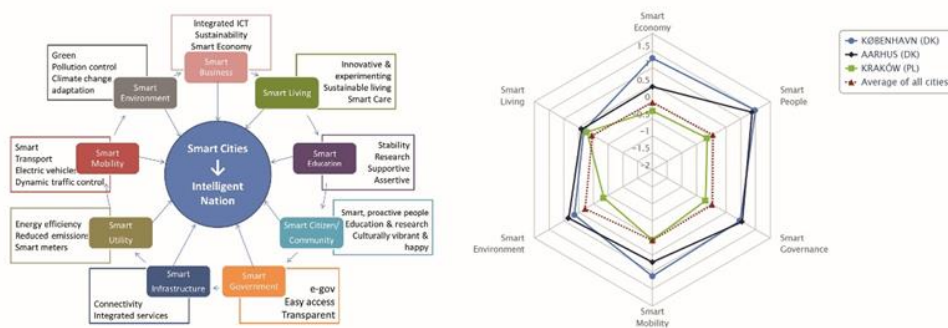 Integrated ICT
Sustainability
Smart Economy
Smart
Business
Green
Pollution control
Climate change
adaptation
Smart
Environment
Smart Living
Innovative &
experimenting
Sustainable living
Smart Care
Smart
Transport
Electric vehicles
Dynamic traffic control
Smart
Mobility
Smart Cities
Intelligent
Nation
Smart
Education
Stability
Research
Supportive
Assertive
Energy efficiency
Reduced emissions
Smart meters
Smart
Utility
Smart Citizen/
Community
Smart, proactive people
Education & research
Culturally vibrant &
happy
Smart
Infrastructure
Connectivity
Integrated services
Smart
Government
e-gov
Easy access
Transparent
Smart
Economy
Smart
People
Smart
Governance
Smart
Mobility
Smart
Environment
Smart
Living
1.5
1
0.5
0
-0.5
-1
-1.5
-2
KØBENHAVN (DK)
AARHUS (DK)
KRAKÓW (PL)
Average of all cities